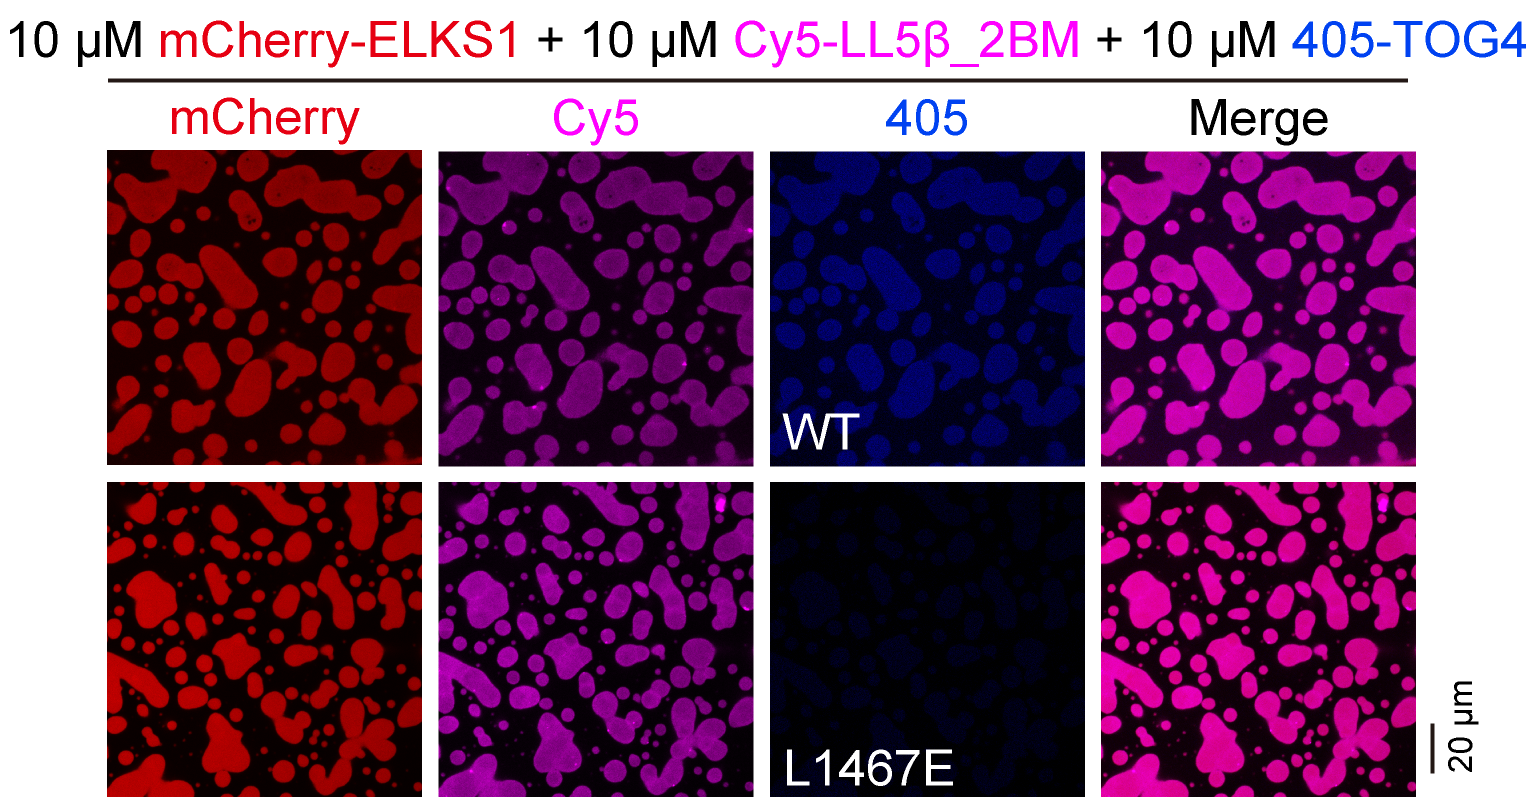 10 µM mCherry-ELKS1 + 10 µM Cy5-LL5β_2BM + 10 µM 405-TOG4
mCherry Cy5 405 Merge
WT
L1467E
20 µm